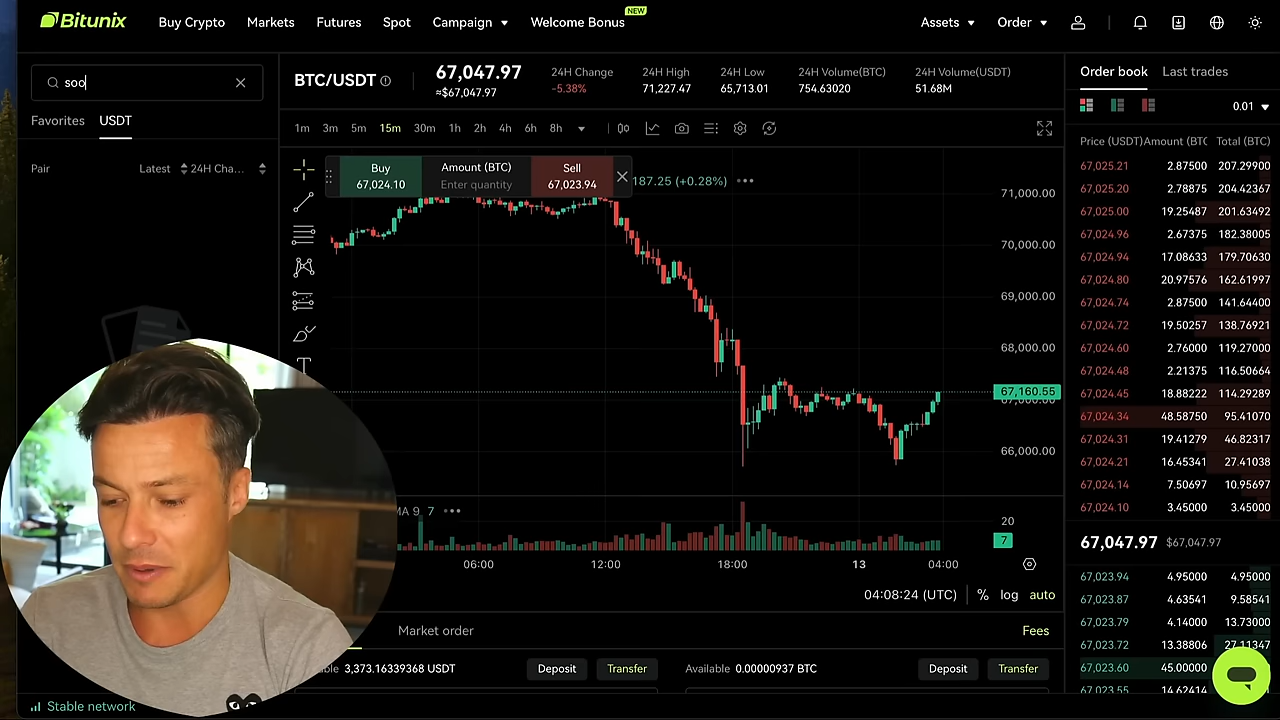 Bitunix Buy Crypto Markets Futures Spot Campaign Welcome Bonus NEW Assets Order
soo
Favorites USDT
Pair Latest 24H Cha...
BTC/USDT
67,047.97
≈$67,047.97
24H Change
-5.38%
24H High
71,227.47
24H Low
65,713.01
24H Volume(BTC)
754.63020
24H Volume(USDT)
51.68M
1m 3m 5m 15m 30m 1h 2h 4h 6h 8h
Buy
67,024.10
Amount (BTC)
Enter quantity
Sell
67,023.94
187.25 (+0.28%)
71,000.00
70,000.00
69,000.00
68,000.00
67,160.55
67,000.00
66,000.00
MA 9, 7
20
7
06:00 12:00 18:00 13 04:00
04:08:24 (UTC) % log auto
Market order Fees
3,373.16339368 USDT Deposit Transfer Available 0.00000937 BTC Deposit Transfer
Stable network
Order book Last trades
0.01
Price (USDT) Amount (BTC Total (BTC)
67,025.21 2.87500 207.29900
67,025.20 2.78875 204.42367
67,025.00 19.25487 201.63492
67,024.96 2.67375 182.38005
67,024.94 17.08633 179.70630
67,024.80 20.97576 162.61997
67,024.74 2.87500 141.64400
67,024.72 19.50257 138.76921
67,024.60 2.76000 119.27000
67,024.48 2.21375 116.50664
67,024.45 18.88222 114.29289
67,024.34 48.58750 95.41070
67,024.31 19.41279 46.82317
67,024.21 16.45341 27.41038
67,024.14 7.50697 10.95697
67,024.10 3.45000 3.45000
67,047.97 $67,047.97
67,023.94 4.95000 4.95000
67,023.87 4.63541 9.58541
67,023.79 4.14000 13.73000
67,023.72 13.38806 27.11347
67,023.60 45.00000
67,023.55 14.62414